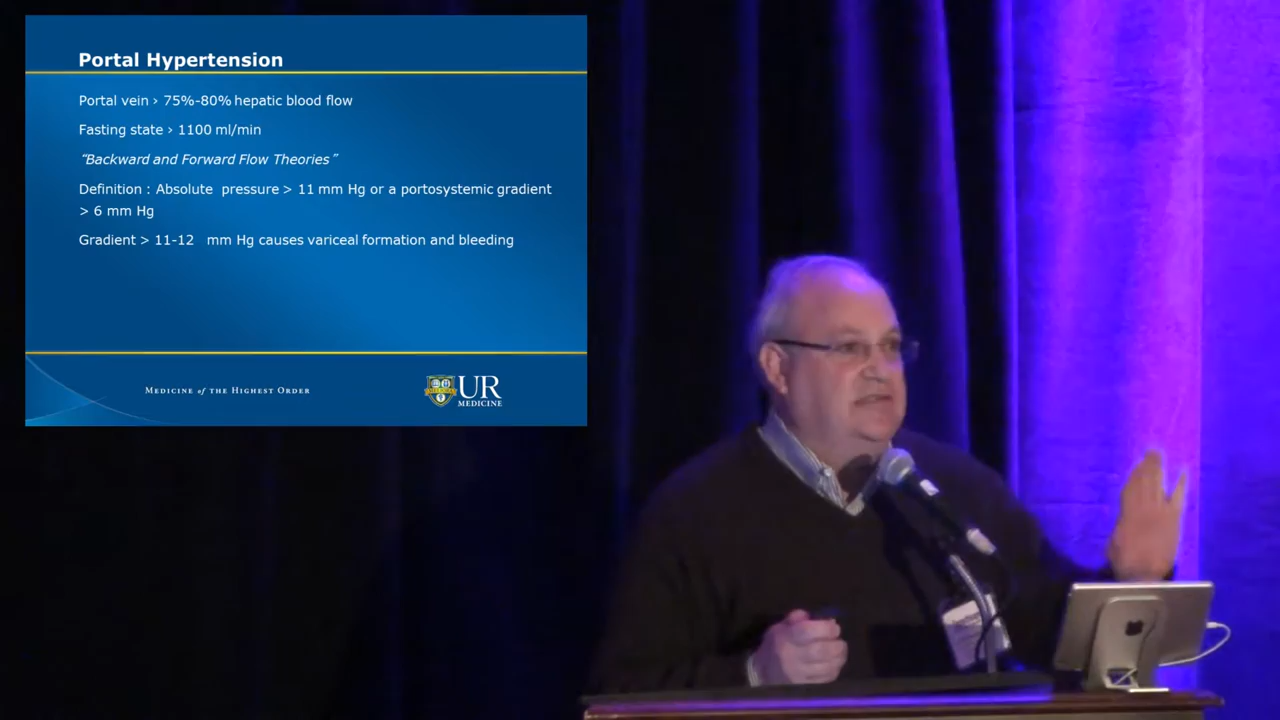 Portal Hypertension
Portal vein > 75%-80% hepatic blood flow
Fasting state > 1100 ml/min
“Backward and Forward Flow Theories”
Definition : Absolute pressure > 11 mm Hg or a portosystemic gradient
> 6 mm Hg
Gradient > 11-12 mm Hg causes variceal formation and bleeding
MEDICINE of THE HIGHEST ORDER
UR
MEDICINE